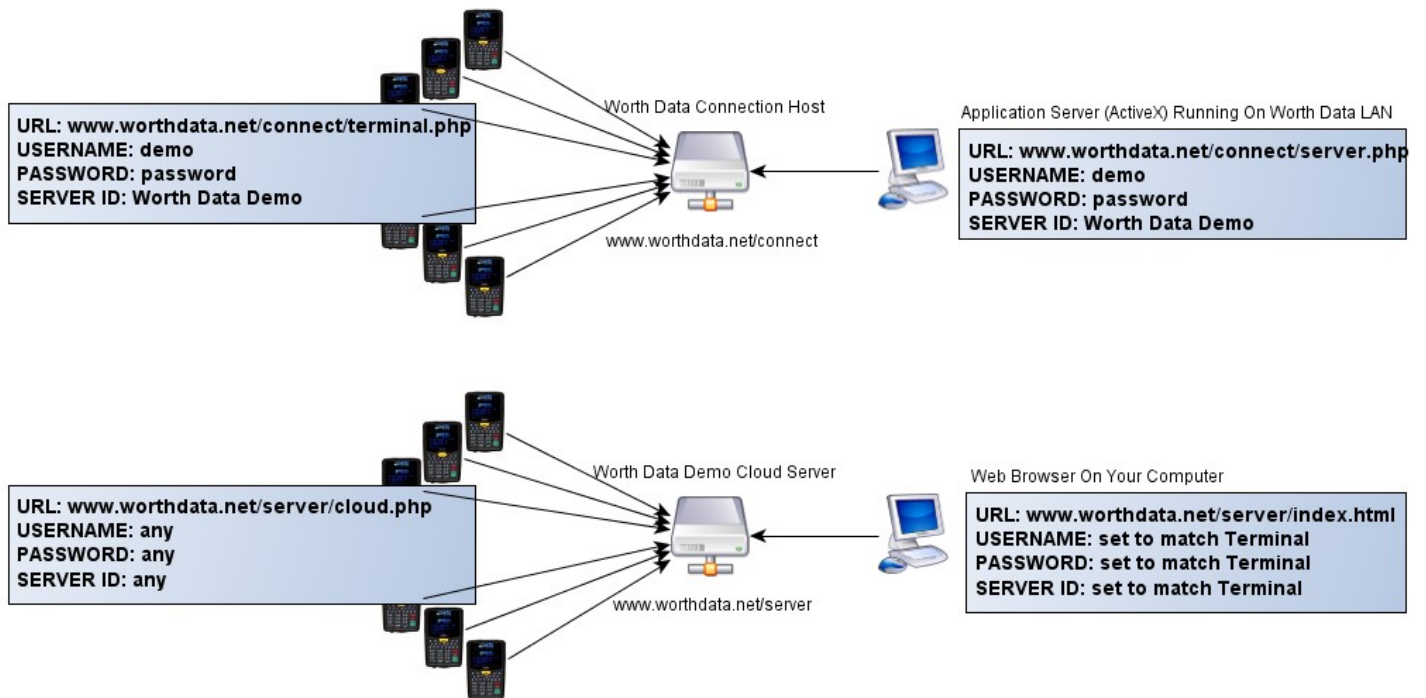 Worth Data Connection Host
Application Server (ActiveX) Running On Worth Data LAN
URL: www.worthdata.net/connect/terminal.php
USERNAME: demo
PASSWORD: password
SERVER ID: Worth Data Demo
URL: www.worthdata.net/connect/server.php
USERNAME: demo
PASSWORD: password
SERVER ID: Worth Data Demo
www.worthdata.net/connect
Worth Data Demo Cloud Server
Web Browser On Your Computer
URL: www.worthdata.net/server/cloud.php
USERNAME: any
PASSWORD: any
SERVER ID: any
URL: www.worthdata.net/server/index.html
USERNAME: set to match Terminal
PASSWORD: set to match Terminal
SERVER ID: set to match Terminal
www.worthdata.net/server